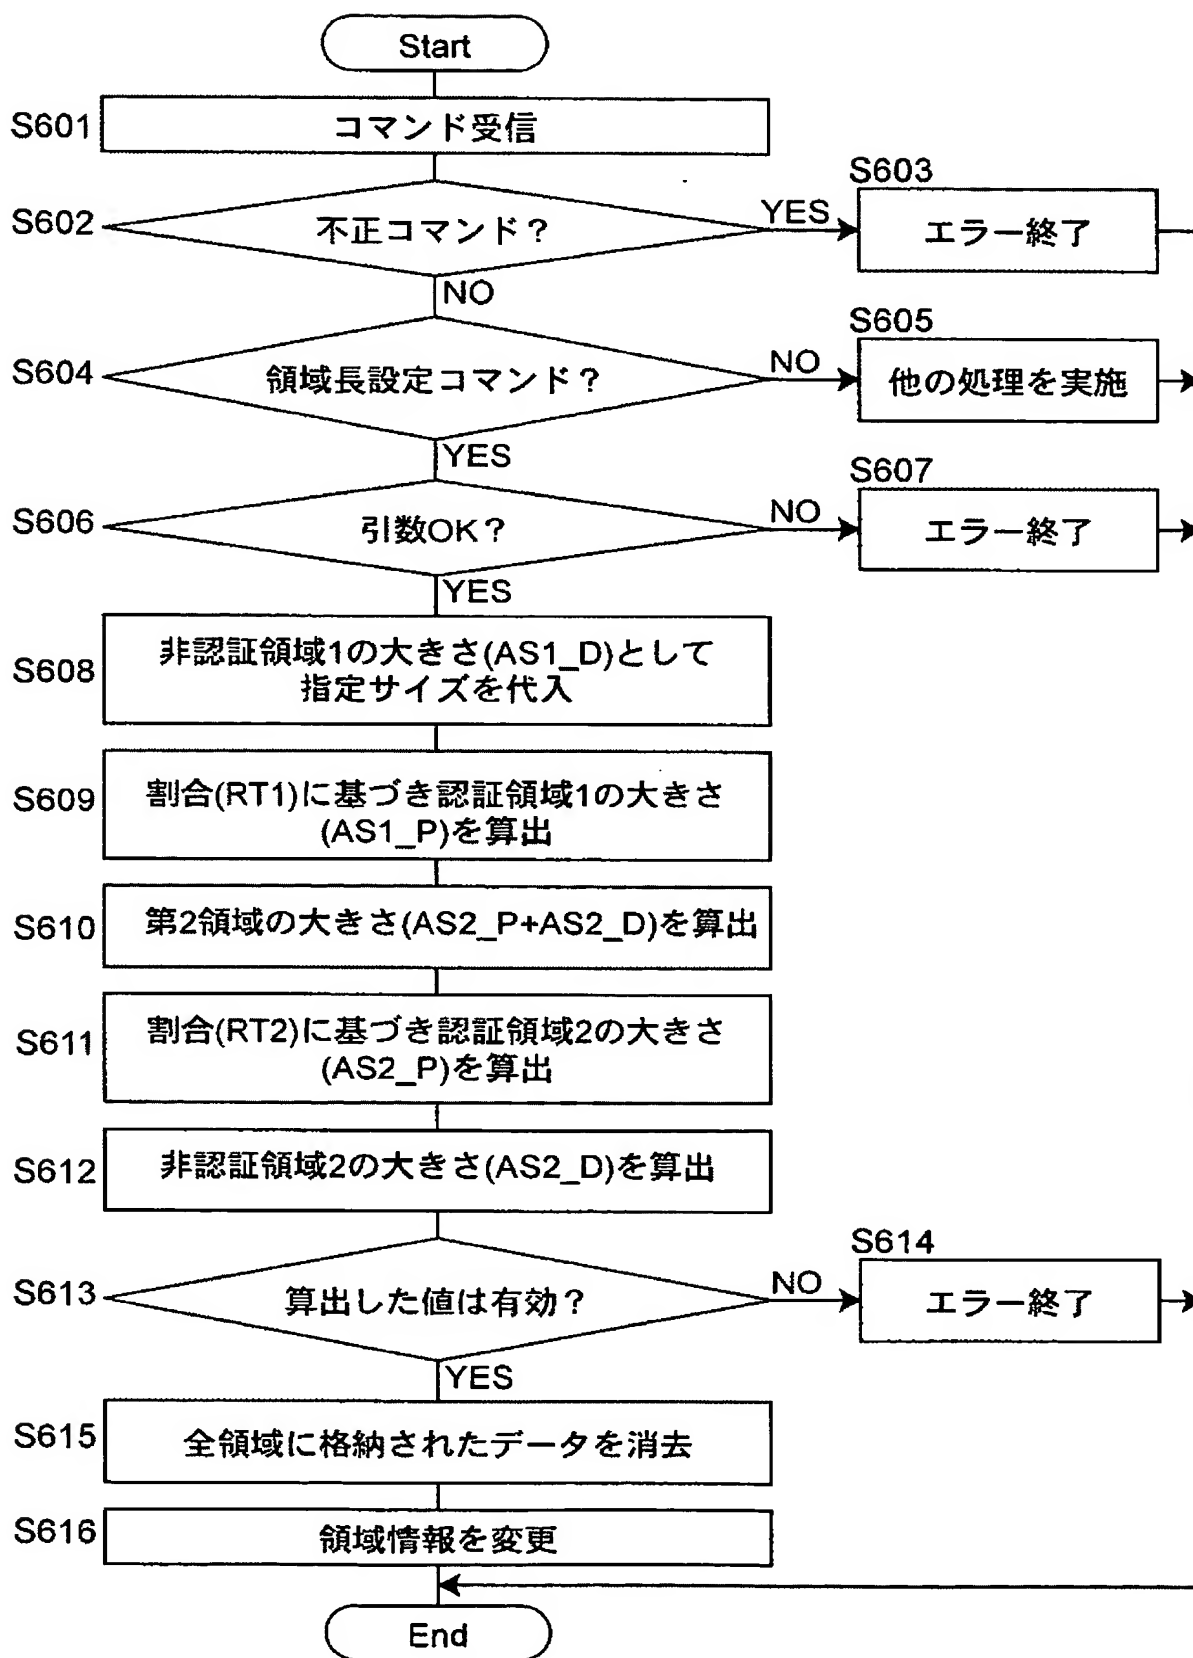 Start
S601
コマンド受信
S602
不正コマンド？
YES
S603
エラー終了
NO
S604
領域長設定コマンド？
NO
S605
他の処理を実施
YES
S606
引数OK？
NO
S607
エラー終了
YES
S608
非認証領域1の大きさ(AS1_D)として
指定サイズを代入
S609
割合(RT1)に基づき認証領域1の大きさ
(AS1_P)を算出
S610
第2領域の大きさ(AS2_P+AS2_D)を算出
S611
割合(RT2)に基づき認証領域2の大きさ
(AS2_P)を算出
S612
非認証領域2の大きさ(AS2_D)を算出
S613
算出した値は有効？
NO
S614
エラー終了
YES
S615
全領域に格納されたデータを消去
S616
領域情報を変更
End